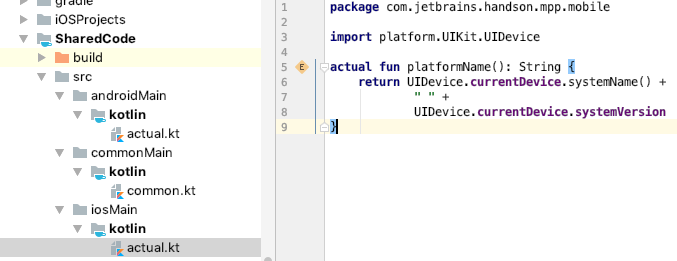 gradle
iOSProjects
SharedCode
build
src
androidMain
kotlin
actual.kt
commonMain
kotlin
common.kt
iosMain
kotlin
actual.kt
1 package com.jetbrains.handson.mpp.mobile
2
3 import platform.UIKit.UIDevice
4
5 E actual fun platformName(): String {
6 return UIDevice.currentDevice.systemName() +
7 " " +
8 UIDevice.currentDevice.systemVersion
9 }